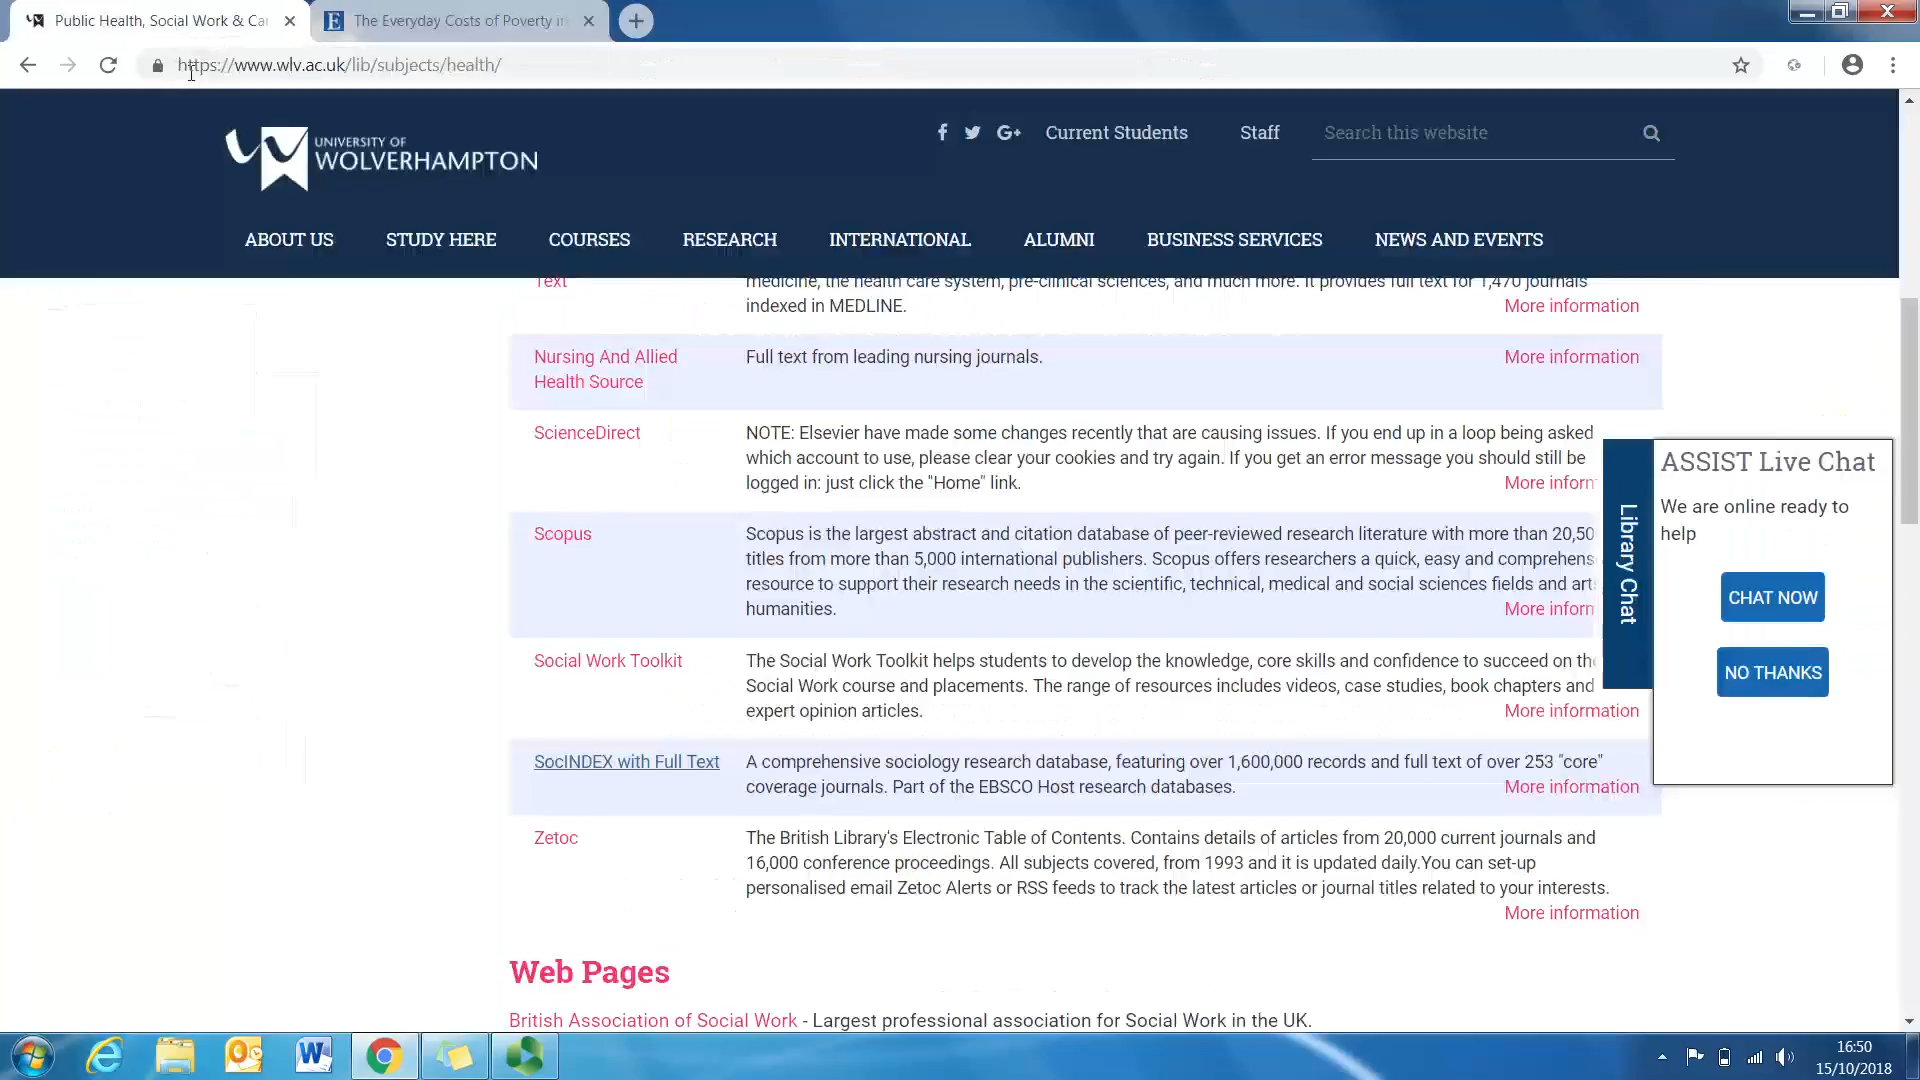 Public Health, Social Work & Ca
The Everyday Costs of Poverty in
https://www.wlv.ac.uk/lib/subjects/health/
UNIVERSITY OF
WOLVERHAMPTON
Current Students
Staff
Search this website
ABOUT US
STUDY HERE
COURSES
RESEARCH
INTERNATIONAL
ALUMNI
BUSINESS SERVICES
NEWS AND EVENTS
Text
medicine, the health care system, pre-clinical sciences, and much more. It provides full text for 1,470 journals
indexed in MEDLINE.
More information
Nursing And Allied
Health Source
Full text from leading nursing journals.
More information
ScienceDirect
NOTE: Elsevier have made some changes recently that are causing issues. If you end up in a loop being asked
which account to use, please clear your cookies and try again. If you get an error message you should still be
logged in: just click the "Home" link.
More inforn
Scopus
Scopus is the largest abstract and citation database of peer-reviewed research literature with more than 20,50
titles from more than 5,000 international publishers. Scopus offers researchers a quick, easy and comprehens
resource to support their research needs in the scientific, technical, medical and social sciences fields and art
humanities.
More inforn
Social Work Toolkit
The Social Work Toolkit helps students to develop the knowledge, core skills and confidence to succeed on the
Social Work course and placements. The range of resources includes videos, case studies, book chapters and
expert opinion articles.
More information
SocINDEX with Full Text
A comprehensive sociology research database, featuring over 1,600,000 records and full text of over 253 "core"
coverage journals. Part of the EBSCO Host research databases.
More information
Zetoc
The British Library's Electronic Table of Contents. Contains details of articles from 20,000 current journals and
16,000 conference proceedings. All subjects covered, from 1993 and it is updated daily.You can set-up
personalised email Zetoc Alerts or RSS feeds to track the latest articles or journal titles related to your interests.
More information
Web Pages
British Association of Social Work - Largest professional association for Social Work in the UK.
Library Chat
ASSIST Live Chat
We are online ready to
help
CHAT NOW
NO THANKS
16:50
15/10/2018